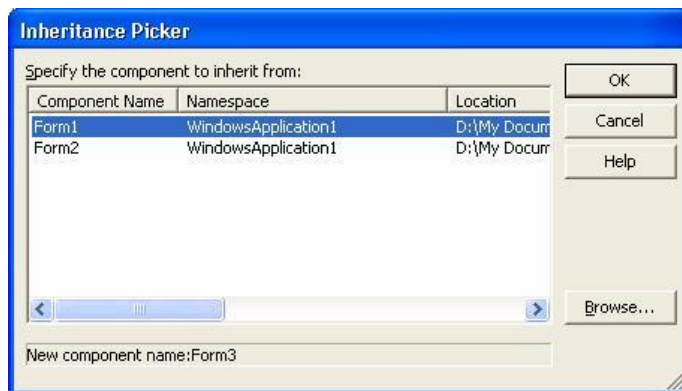 Inheritance Picker
Specify the component to inherit from:
Component Name Namespace Location
Form1 WindowsApplication1 D:\My Docum
Form2 WindowsApplication1 D:\My Docum
OK
Cancel
Help
Browse...
New component name:Form3